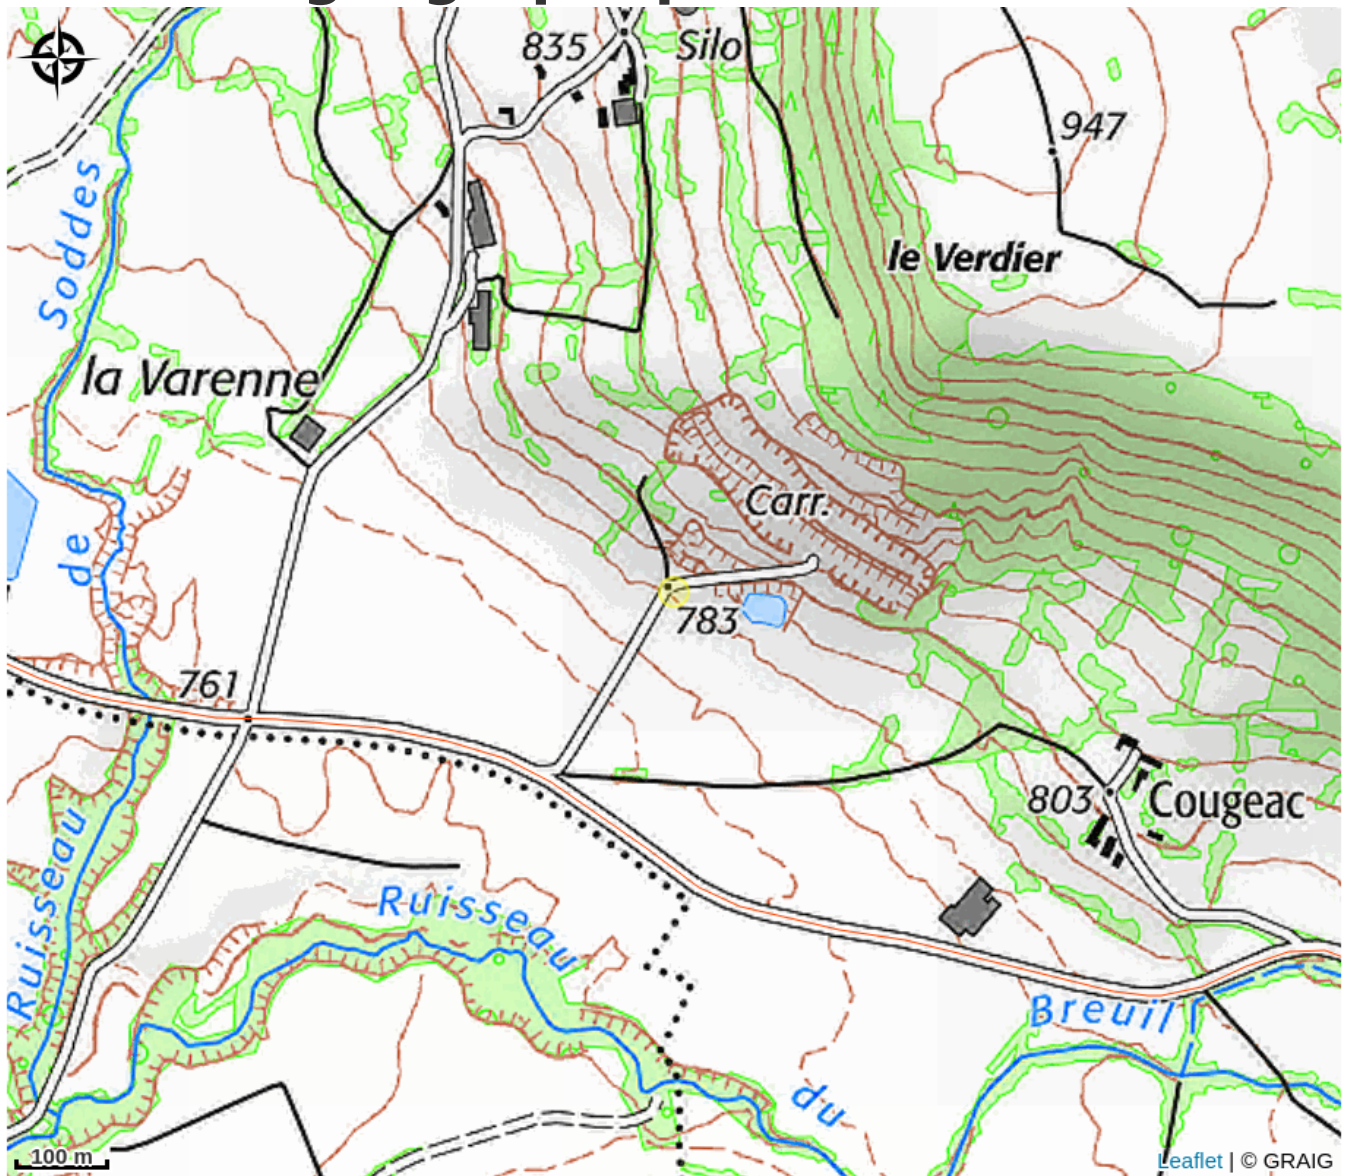 835
Silo
947
Soddes
le Verdier
la Varenne
Carr.
de
783
761
803
Cougeac
Ruisseau
Ruisseau
Breuil
du
100 m
Leaflet | © GRAIG